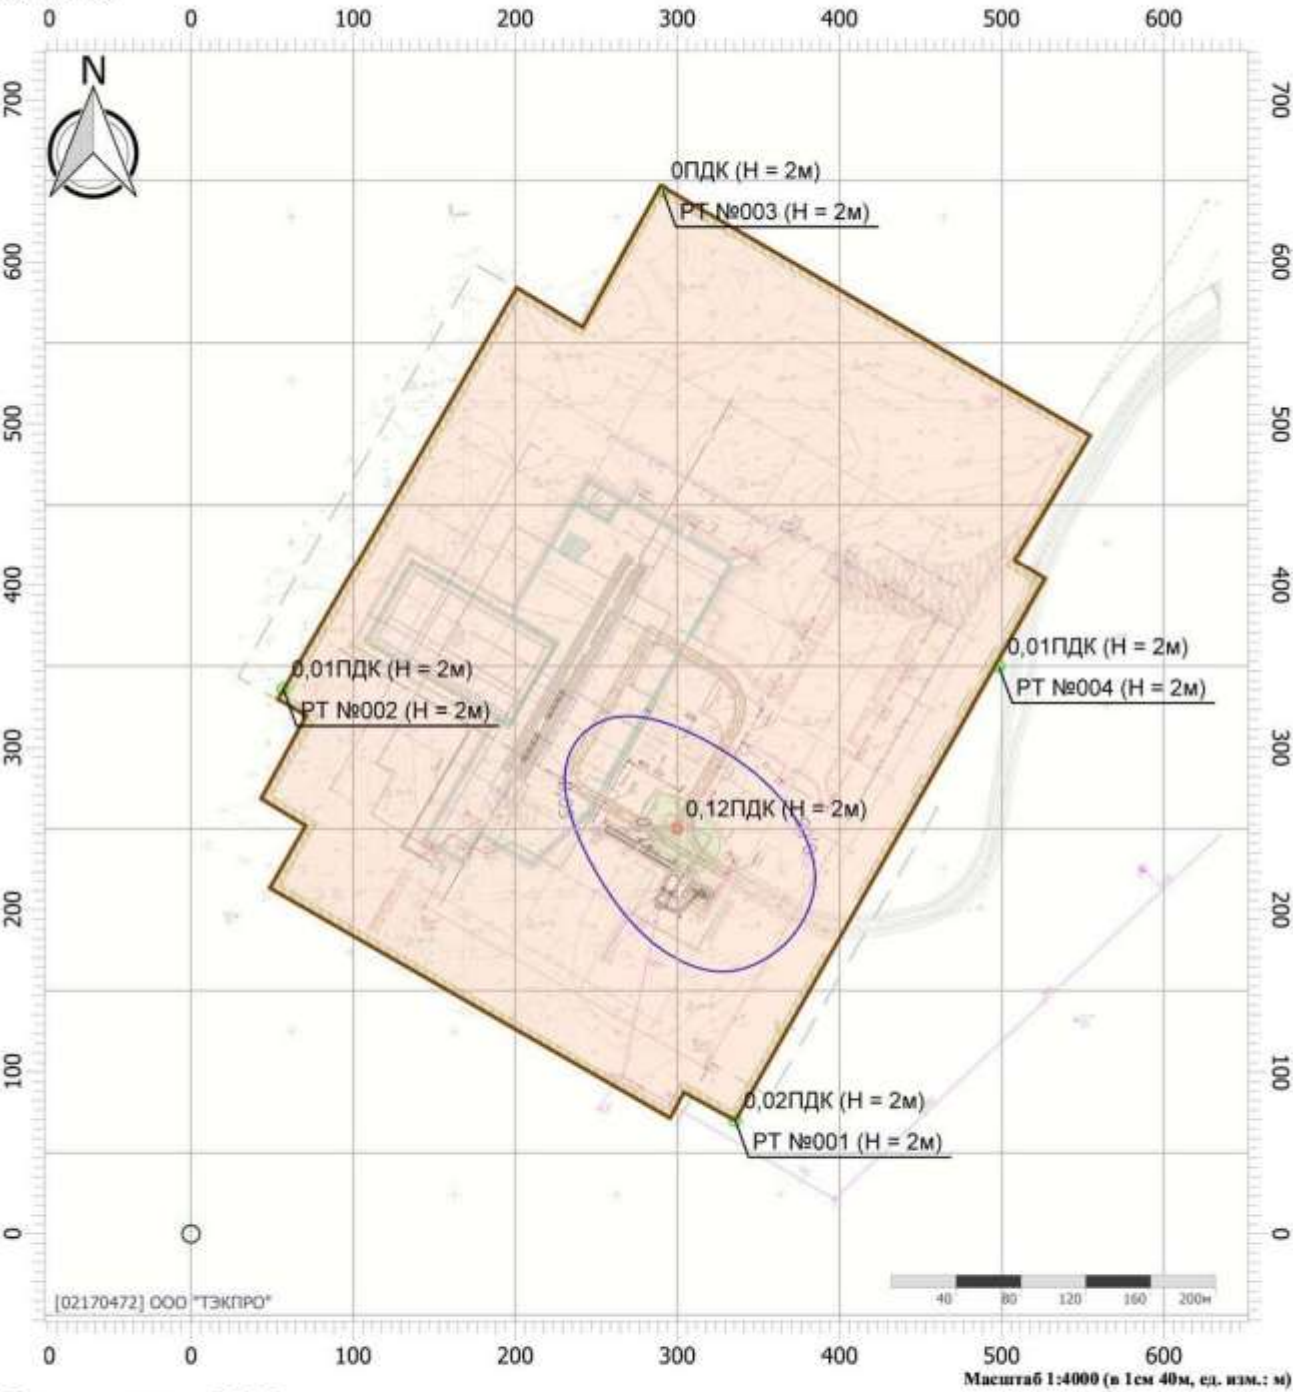 0 0 100 200 300 400 500 600
N
700 700
0ПДК (Н = 2м)
РТ №003 (Н = 2м)
600 600
500 500
400 400
0,01ПДК (Н = 2м)
РТ №004 (Н = 2м)
0,01ПДК (Н = 2м)
РТ №002 (Н = 2м)
300 300
0,12ПДК (Н = 2м)
200 200
100 100
0,02ПДК (Н = 2м)
РТ №001 (Н = 2м)
0 0
[02170472] ООО "ТЭКПРО"
40 80 120 160 200м
0 0 100 200 300 400 500 600
Масштаб 1:4000 (в 1см 40м, ед. изм.: м)